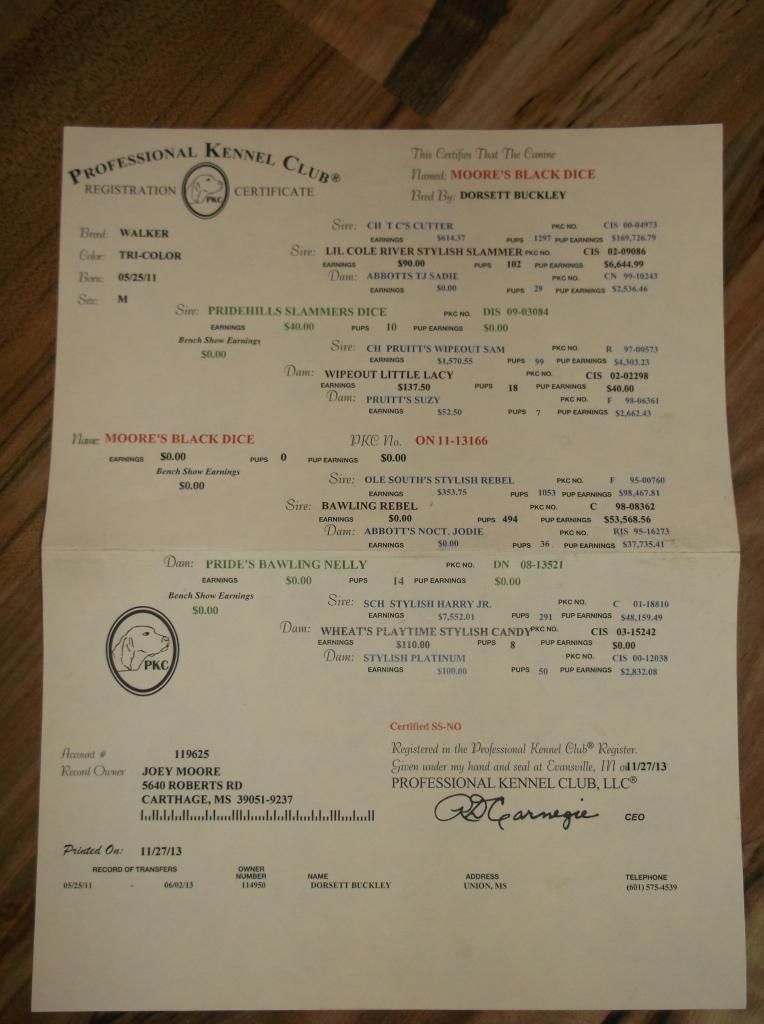 PROFESSIONAL KENNEL CLUB®
REGISTRATION CERTIFICATE
PKC
This Certifies That The Canine
Named: MOORE'S BLACK DICE
Bred By: DORSETT BUCKLEY
Breed: WALKER
Color: TRI-COLOR
Born: 05/25/11
Sex: M
Sire: CH T C'S CUTTER PKC NO. CIS 00-04973
EARNINGS $614.37 PUPS 1297 PUP EARNINGS $169,726.79
Sire: LIL COLE RIVER STYLISH SLAMMER PKC NO. CIS 02-09086
EARNINGS $90.00 PUPS 102 PUP EARNINGS $6,644.99
Dam: ABBOTTS TJ SADIE PKC NO. CN 99-10243
EARNINGS $0.00 PUPS 29 PUP EARNINGS $2,536.46
Sire: PRIDEHILLS SLAMMERS DICE PKC NO. DIS 09-03084
EARNINGS $40.00 PUPS 10 PUP EARNINGS $0.00
Bench Show Earnings
$0.00
Sire: CH PRUITT'S WIPEOUT SAM PKC NO. R 97-00573
EARNINGS $1,570.55 PUPS 99 PUP EARNINGS $4,303.23
Dam: WIPEOUT LITTLE LACY PKC NO. CIS 02-02298
EARNINGS $137.50 PUPS 18 PUP EARNINGS $40.00
Dam: PRUITT'S SUZY PKC NO. F 98-06361
EARNINGS $52.50 PUPS 7 PUP EARNINGS $2,662.43
Name: MOORE'S BLACK DICE PKC No. ON 11-13166
EARNINGS $0.00 PUPS 0 PUP EARNINGS $0.00
Bench Show Earnings
$0.00
Sire: OLE SOUTH'S STYLISH REBEL PKC NO. F 95-00760
EARNINGS $353.75 PUPS 1053 PUP EARNINGS $98,467.81
Sire: BAWLING REBEL PKC NO. C 98-08362
EARNINGS $0.00 PUPS 494 PUP EARNINGS $53,568.56
Dam: ABBOTT'S NOCT. JODIE PKC NO. RIS 95-16273
EARNINGS $0.00 PUPS 36 PUP EARNINGS $37,735.41
Dam: PRIDE'S BAWLING NELLY PKC NO. DN 08-13521
EARNINGS $0.00 PUPS 14 PUP EARNINGS $0.00
Bench Show Earnings
$0.00
Sire: SCH STYLISH HARRY JR. PKC NO. C 01-18810
EARNINGS $7,552.01 PUPS 291 PUP EARNINGS $48,159.49
Dam: WHEAT'S PLAYTIME STYLISH CANDY PKC NO. CIS 03-15242
EARNINGS $110.00 PUPS 8 PUP EARNINGS $0.00
Dam: STYLISH PLATINUM PKC NO. CIS 00-12038
EARNINGS $100.00 PUPS 50 PUP EARNINGS $2,832.08
PKC
Certified SS-NO
Account # 119625
Record Owner JOEY MOORE
5640 ROBERTS RD
CARTHAGE, MS 39051-9237
Registered in the Professional Kennel Club® Register.
Given under my hand and seal at Evansville, IN on 11/27/13
PROFESSIONAL KENNEL CLUB, LLC®
RD Carnegie CEO
Printed On: 11/27/13
RECORD OF TRANSFERS OWNER NUMBER NAME ADDRESS TELEPHONE
05/25/11 - 06/02/13 114950 DORSETT BUCKLEY UNION, MS (601) 575-4539